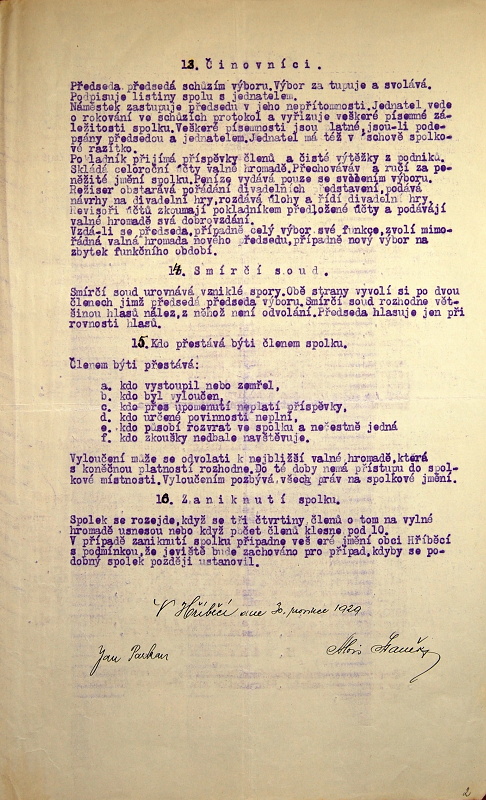 13. Činovníci.
Předseda předsedá schůzím výboru. Výbor za tupuje a svolává.
Podpisuje listiny spolu s jednatelem.
Náměstek zastupuje předsedu v jeho nepřítomnosti. Jednatel vede
o rokování ve schůzích protokol a vyřizuje veškeré písemné zá-
ležitosti spolku. Veškeré písemnosti jsou platné, jsou-li pode-
psány předsedou a jednatelem. Jednatel má též v úschově spolko-
vé razítko.
Pokladník přijímá příspěvky členů a čisté výtěžky z podniků.
Skládá celoroční účty valné hromadě. Přechovává a ručí za pe-
něžité jmění spolku. Peníze vydává pouze se svolením výboru.
Režiser obstarává pořádání divadelních představení, podává
návrhy na divadelní hry, rozdává úlohy a řídí divadelní hry.
Revisoři účtů zkoumají pokladníkem předložené účty a podávají
valné hromadě svá dobrozdání.
Vzdá-li se předseda, případně celý výbor své funkce, zvolí mimo-
řádná valná hromada nového předsedu, případně nový výbor na
zbytek funkčního období.
14. Smírčí soud.
Smírčí soud urovnává vzniklé spory. Obě strany vyvolí si po dvou
členech jimž předsedá předseda výboru. Smírčí soud rozhodne vět-
činou hlasů nález, z něhož není odvolání. Předseda hlasuje jen při
rovnosti hlasů.
15. Kdo přestává býti členem spolku.
Členem býti přestává:
a. kdo vystoupil nebo zemřel,
b. kdo byl vyloučen,
c. kdo přes upomenutí neplatí příspěvky,
d. kdo určené povinnosti neplní,
e. kdo působí rozvrat ve spolku a nečestně jedná
f. kdo zkoušky nedbale navštěvuje.
Vyloučení může se odvolati k nejbližší valné hromadě, která
s konečnou platností rozhodne. Do té doby nemá přístupu do spol-
kové místnosti. Vyloučením pozbývá všech práv na spolkové jmění.
16. Zaniknutí spolku.
Spolek se rozejde, když se tři čtvrtiny členů o tom na vylné
hromadě usnesou nebo když počet členů klesne pod 10.
V případě zaniknutí spolku připadne veš eré jmění obci Hříběcí
s podmínkou, že jeviště bude zachováno pro případ, kdyby se po-
dobný spolek později ustanovil.
V Hříběcí dne 30. prosince 1929
Jan Parkan
Alois
2